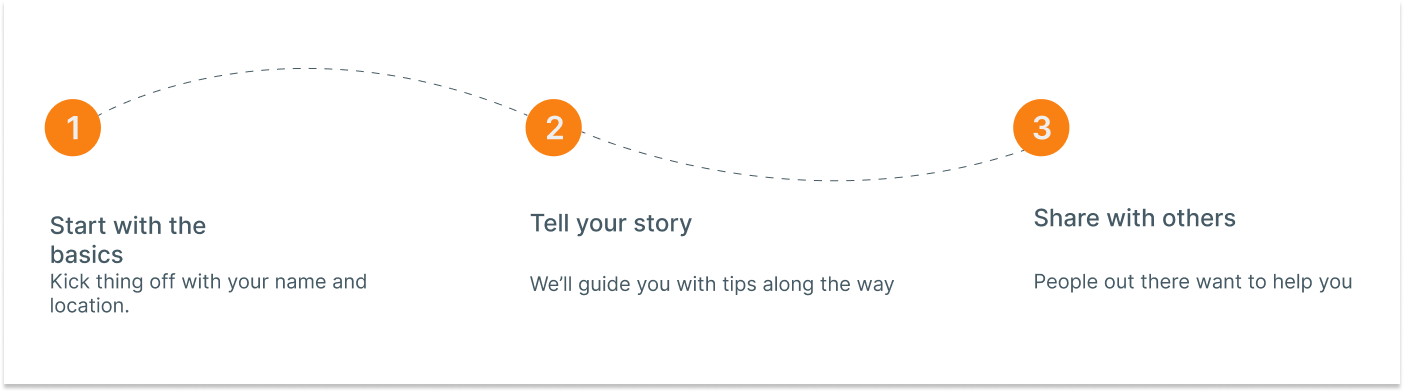 1
2
3
Start with the
basics
Kick thing off with your name and
location.
Tell your story
We'll guide you with tips along the way
Share with others
People out there want to help you